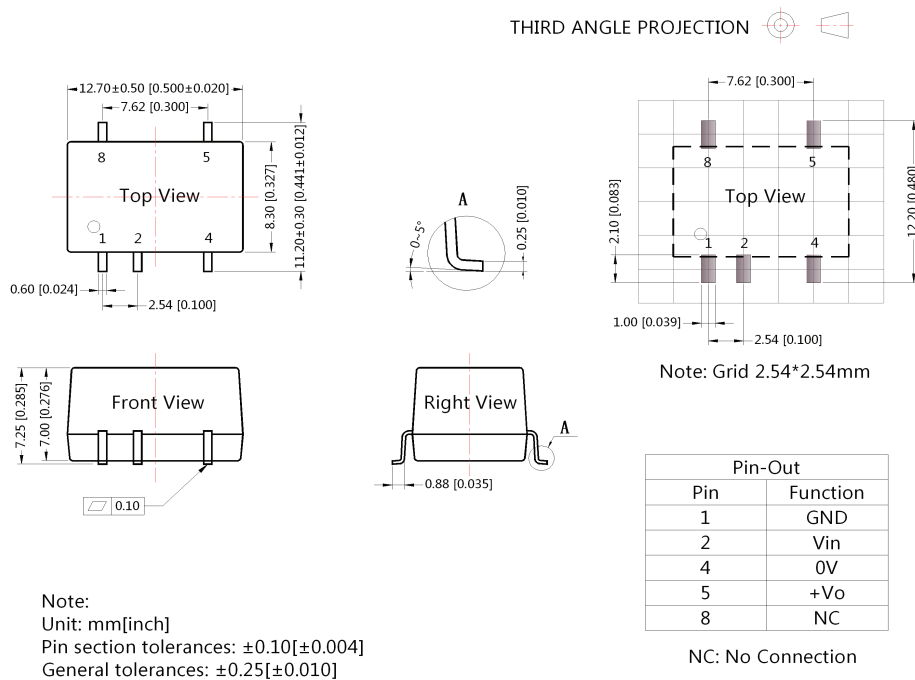 THIRD ANGLE PROJECTION
12.70±0.50 [0.500±0.020]
7.62 [0.300]
8
5
Top View
1
2
4
8.30 [0.327]
11.20±0.30 [0.441±0.012]
0.60 [0.024]
2.54 [0.100]
A
0~5°
0.25 [0.010]
7.62 [0.300]
8
5
Top View
1
2
4
2.10 [0.083]
12.20 [0.480]
1.00 [0.039]
2.54 [0.100]
Note: Grid 2.54*2.54mm
7.25 [0.285]
7.00 [0.276]
Front View
0.10
Right View
A
0.88 [0.035]
Pin-Out
Pin Function
1 GND
2 Vin
4 0V
5 +Vo
8 NC
NC: No Connection
Note:
Unit: mm[inch]
Pin section tolerances: ±0.10[±0.004]
General tolerances: ±0.25[±0.010]